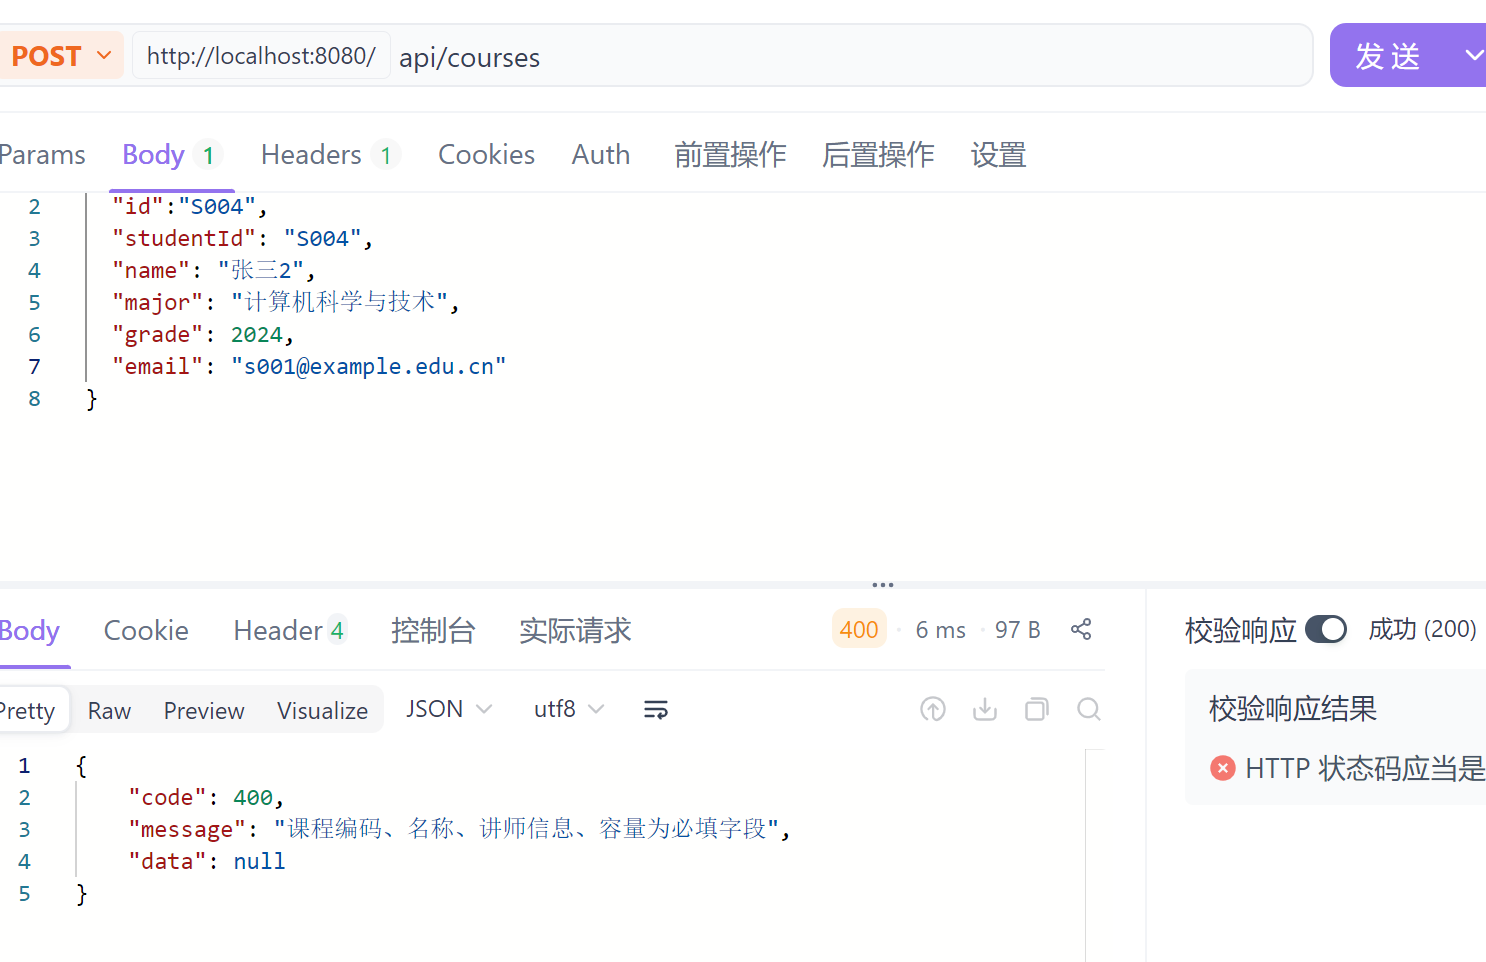 POST http://localhost:8080/ api/courses 发 送
Params Body 1 Headers 1 Cookies Auth 前置操作 后置操作 设置
2 "id":"S004",
3 "studentId": "S004",
4 "name": "张三2",
5 "major": "计算机科学与技术",
6 "grade": 2024,
7 "email": "s001@example.edu.cn"
8 }
Body Cookie Header 4 控制台 实际请求 400 6 ms 97 B 校验响应 成功 (200)
Pretty Raw Preview Visualize JSON utf8 校验响应结果
HTTP 状态码应当是
1 {
2 "code": 400,
3 "message": "课程编码、名称、讲师信息、容量为必填字段",
4 "data": null
5 }